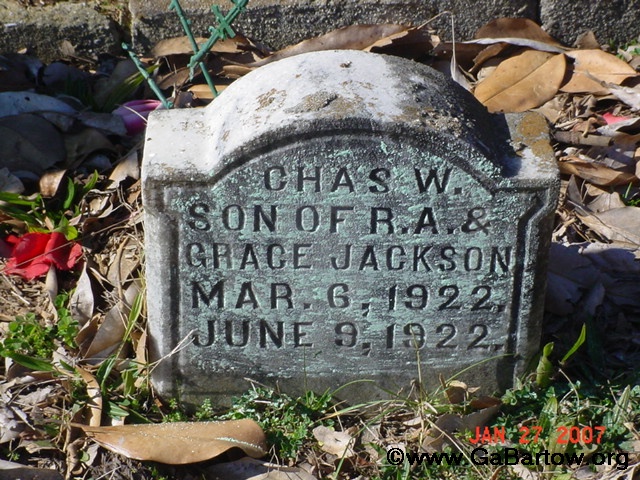 CHAS W.
SON OF R.A. &
GRACE JACKSON
MAR. 6, 1922.
JUNE 9, 1922.
JAN 27 2007
©www.GaBartow.org